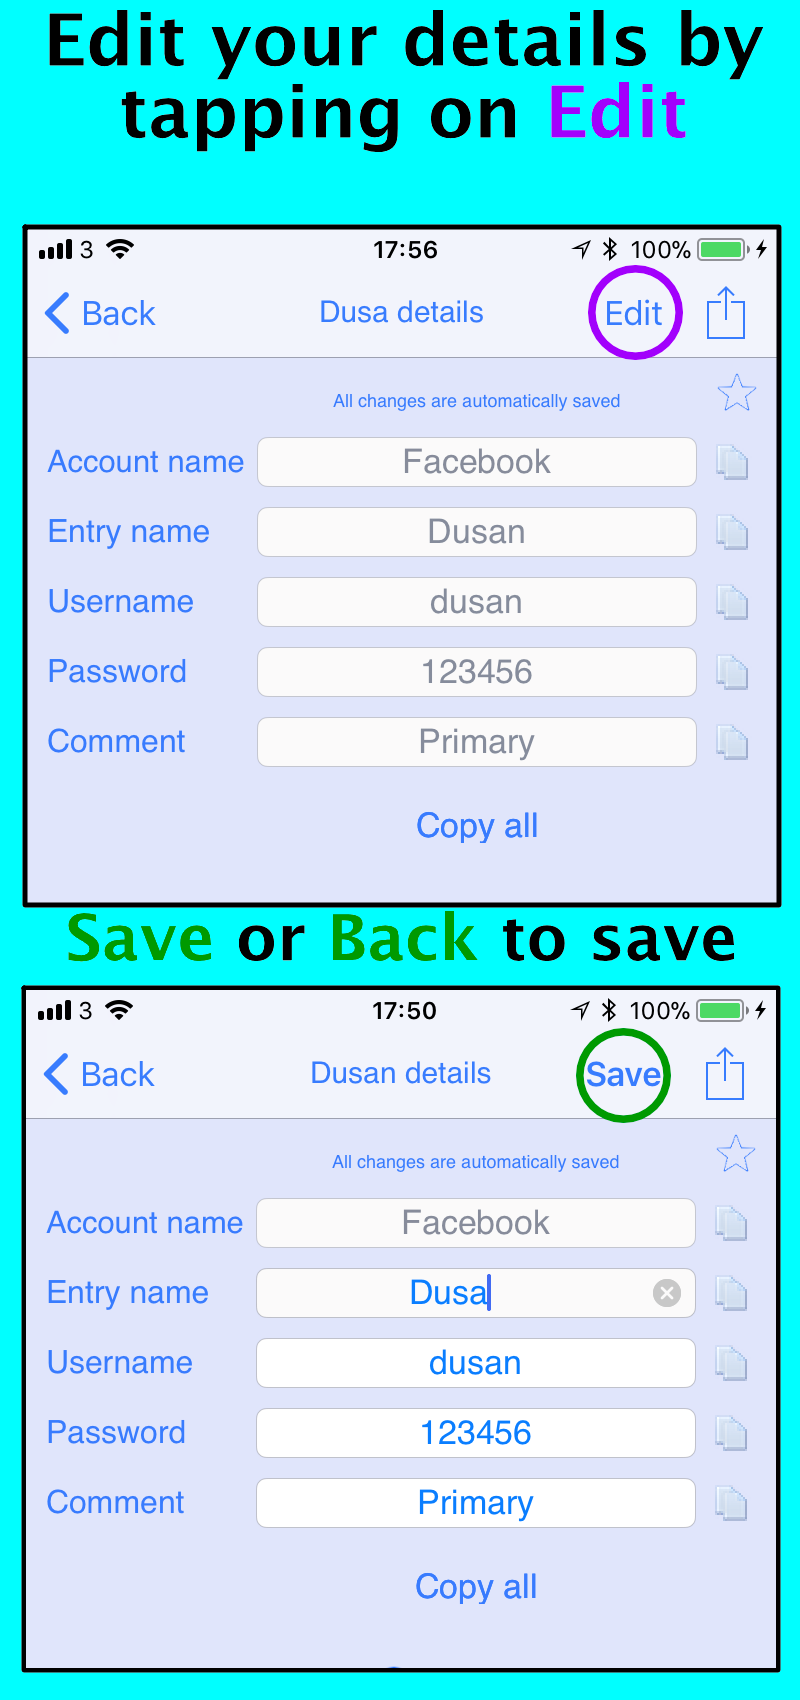 Edit your details by
tapping on Edit
3 17:56 100%
Back Dusa details Edit
All changes are automatically saved
Account name Facebook
Entry name Dusan
Username dusan
Password 123456
Comment Primary
Copy all
Save or Back to save
3 17:50 100%
Back Dusan details Save
All changes are automatically saved
Account name Facebook
Entry name Dusa
Username dusan
Password 123456
Comment Primary
Copy all